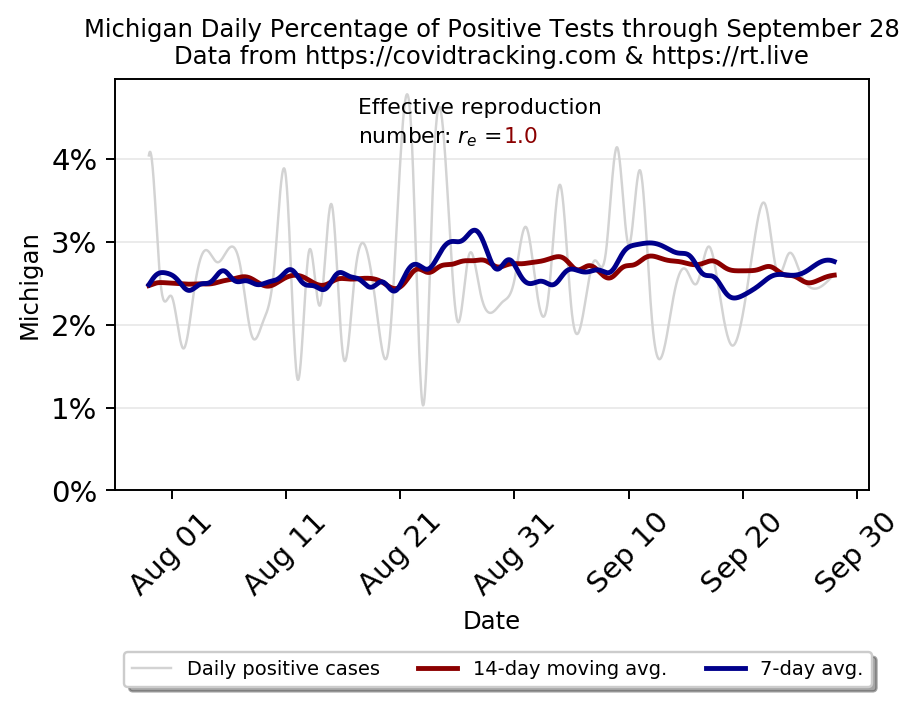 Michigan Daily Percentage of Positive Tests through September 28
Data from https://covidtracking.com & https://rt.live
Effective reproduction
number: rₑ =1.0
4%
3%
2%
1%
0%
Michigan
Aug 01
Aug 11
Aug 21
Aug 31
Sep 10
Sep 20
Sep 30
Date
Daily positive cases
14-day moving avg.
7-day avg.